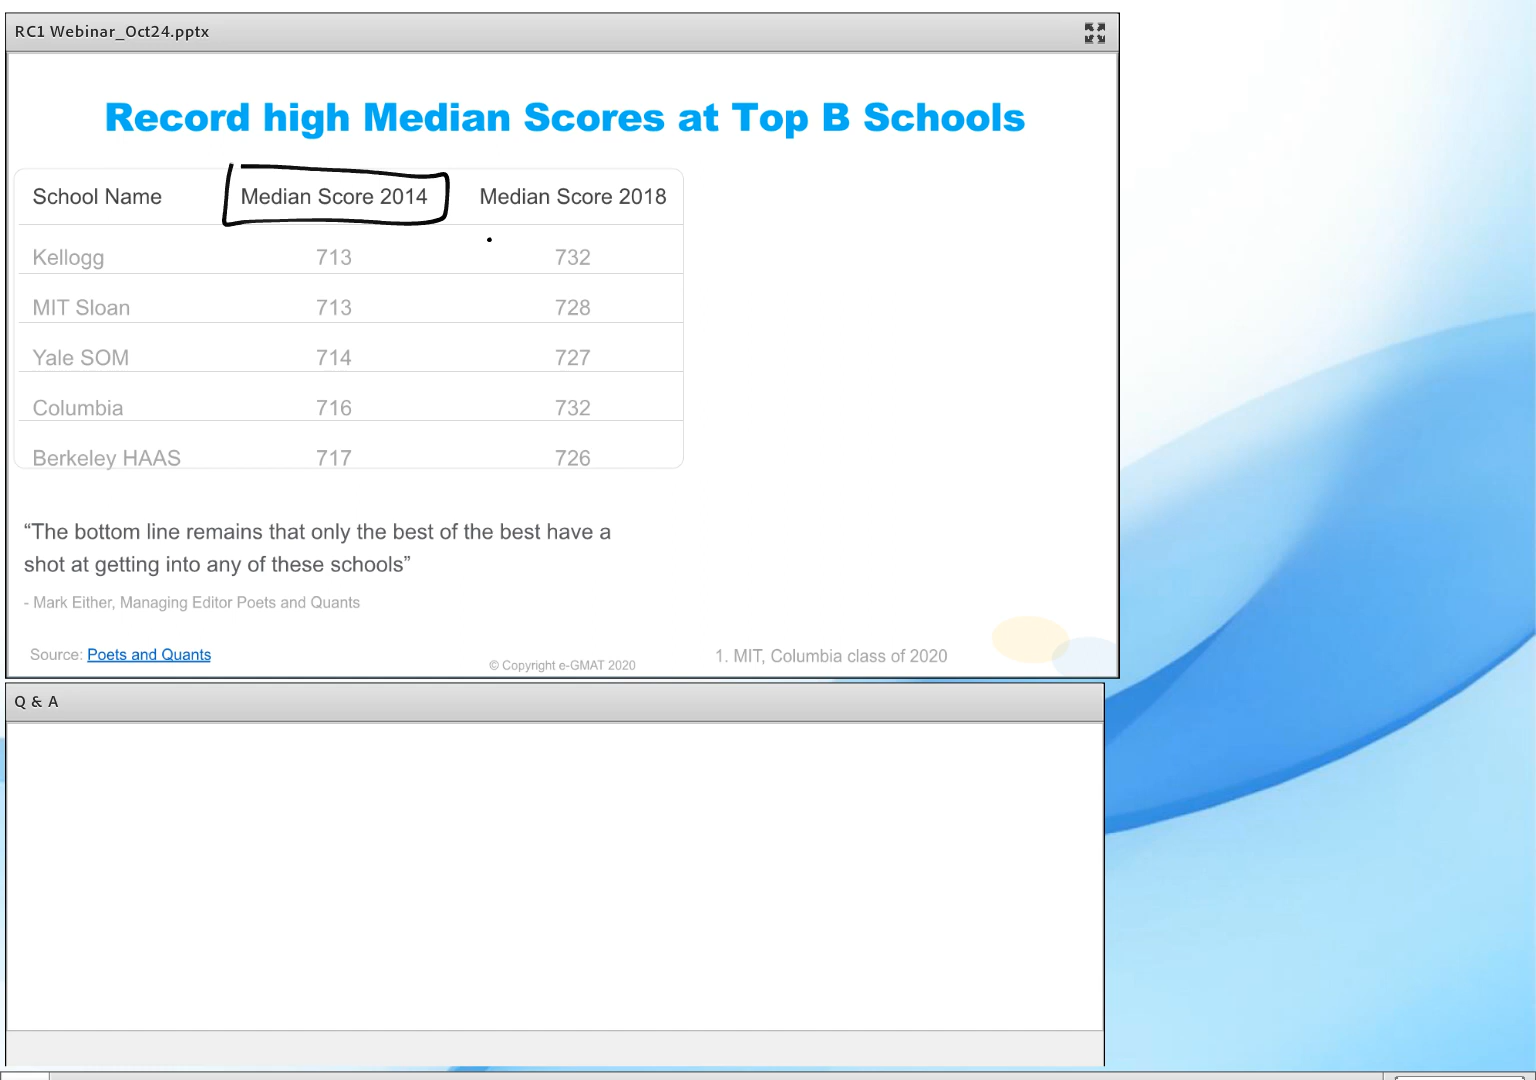 RC1 Webinar_Oct24.pptx
Record high Median Scores at Top B Schools
School Name Median Score 2014 Median Score 2018
Kellogg 713 732
MIT Sloan 713 728
Yale SOM 714 727
Columbia 716 732
Berkeley HAAS 717 726
“The bottom line remains that only the best of the best have a
shot at getting into any of these schools”
- Mark Either, Managing Editor Poets and Quants
Source: Poets and Quants
© Copyright e-GMAT 2020
1. MIT, Columbia class of 2020
Q & A